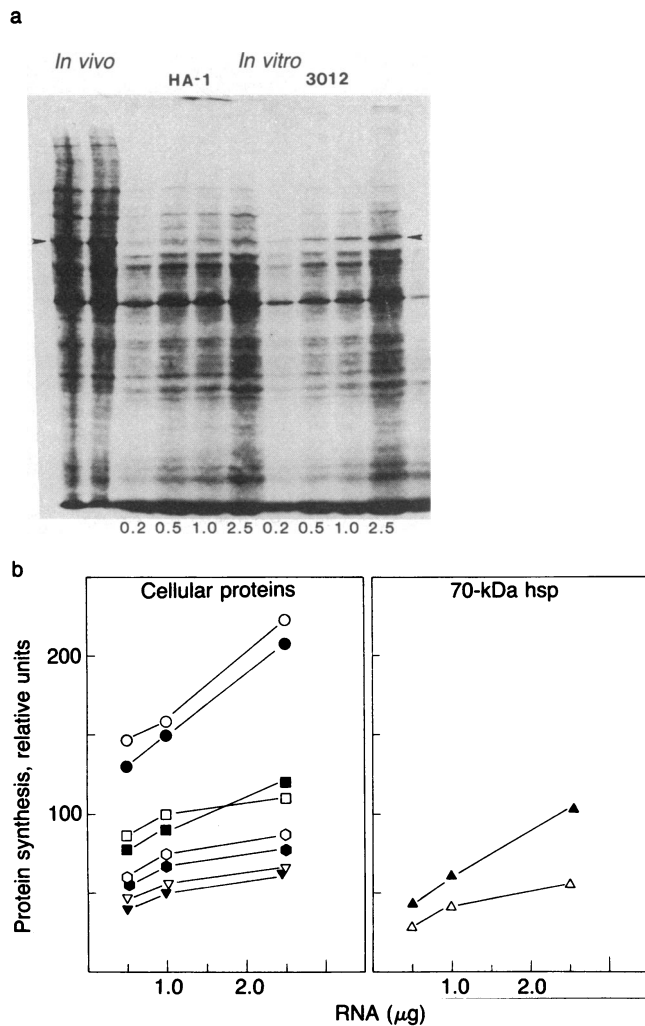 a
In vivo In vitro
HA-1 3012
0.2 0.5 1.0 2.5 0.2 0.5 1.0 2.5
b
Cellular proteins 70-kDa hsp
Protein synthesis, relative units
200
100
1.0 2.0 1.0 2.0
RNA (μg)